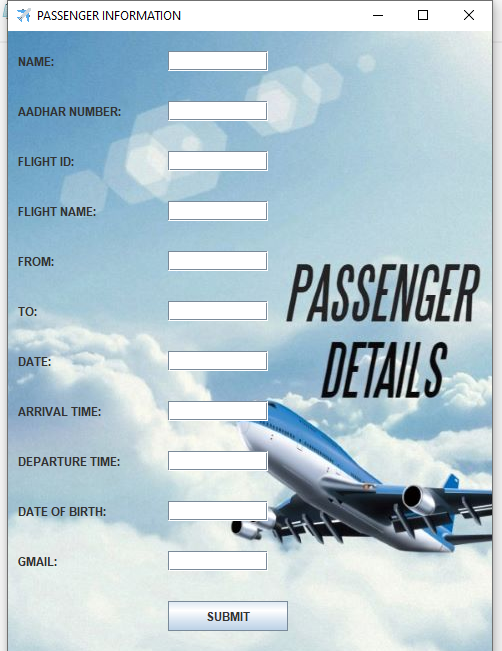 PASSENGER INFORMATION
NAME:
AADHAR NUMBER:
FLIGHT ID:
FLIGHT NAME:
FROM:
TO:
DATE:
ARRIVAL TIME:
DEPARTURE TIME:
DATE OF BIRTH:
GMAIL:
SUBMIT
PASSENGER
DETAILS